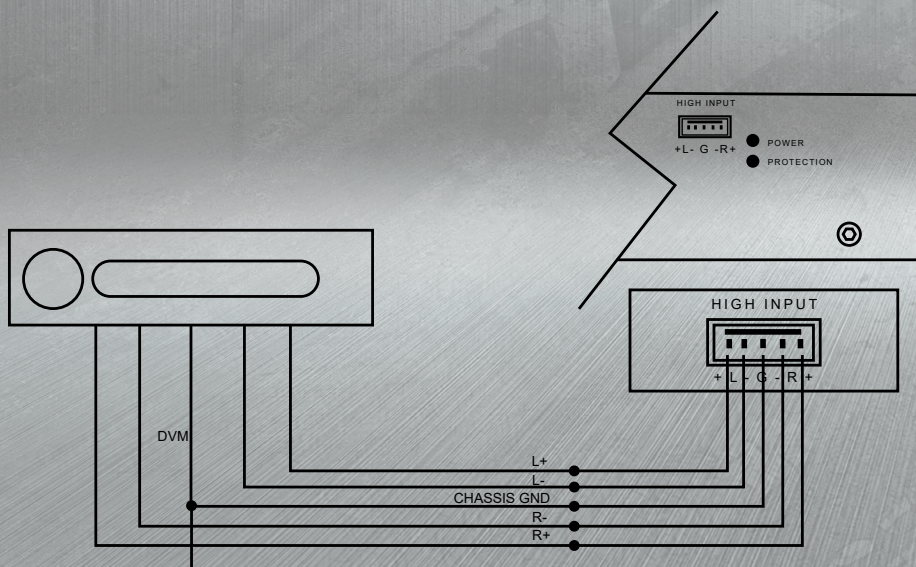 HIGH INPUT
+L- G -R+
POWER
PROTECTION
HIGH INPUT
+ L - G - R +
DVM
L+
L-
CHASSIS GND
R-
R+